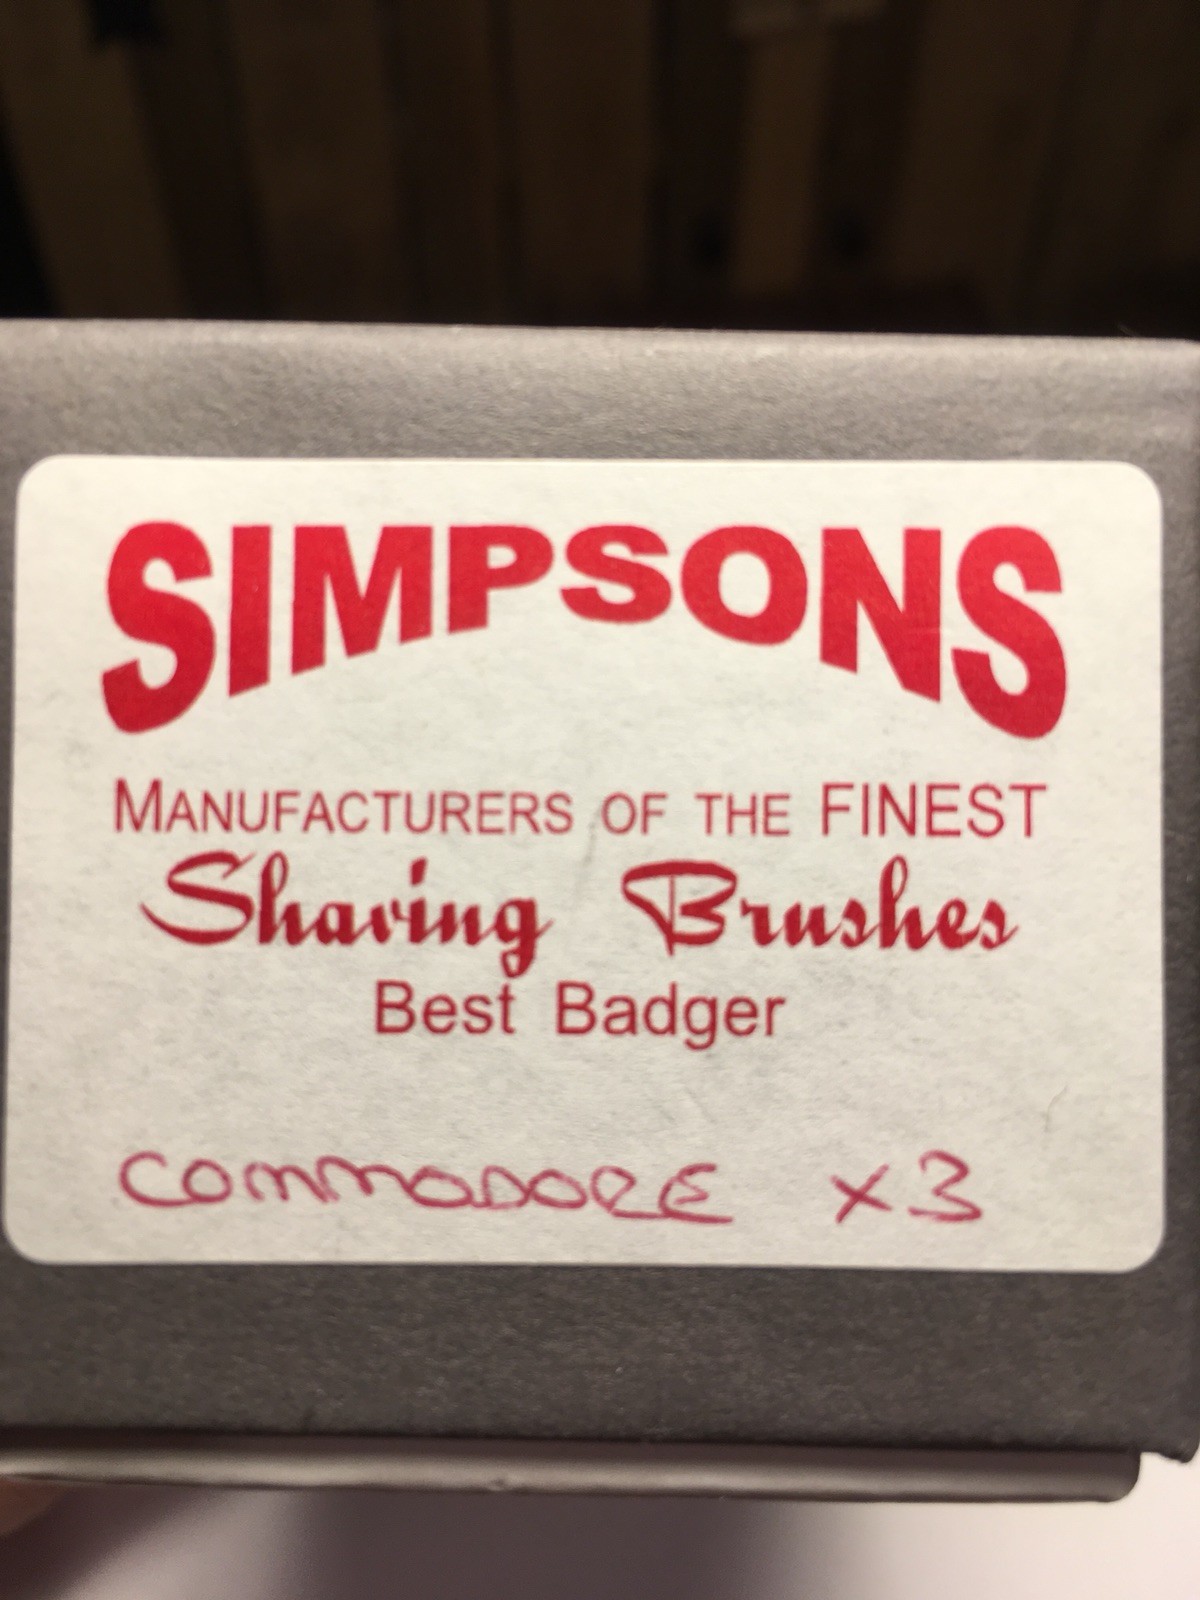 SIMPSONS
MANUFACTURERS OF THE FINEST
Shaving Brushes
Best Badger
COMMODORE X3